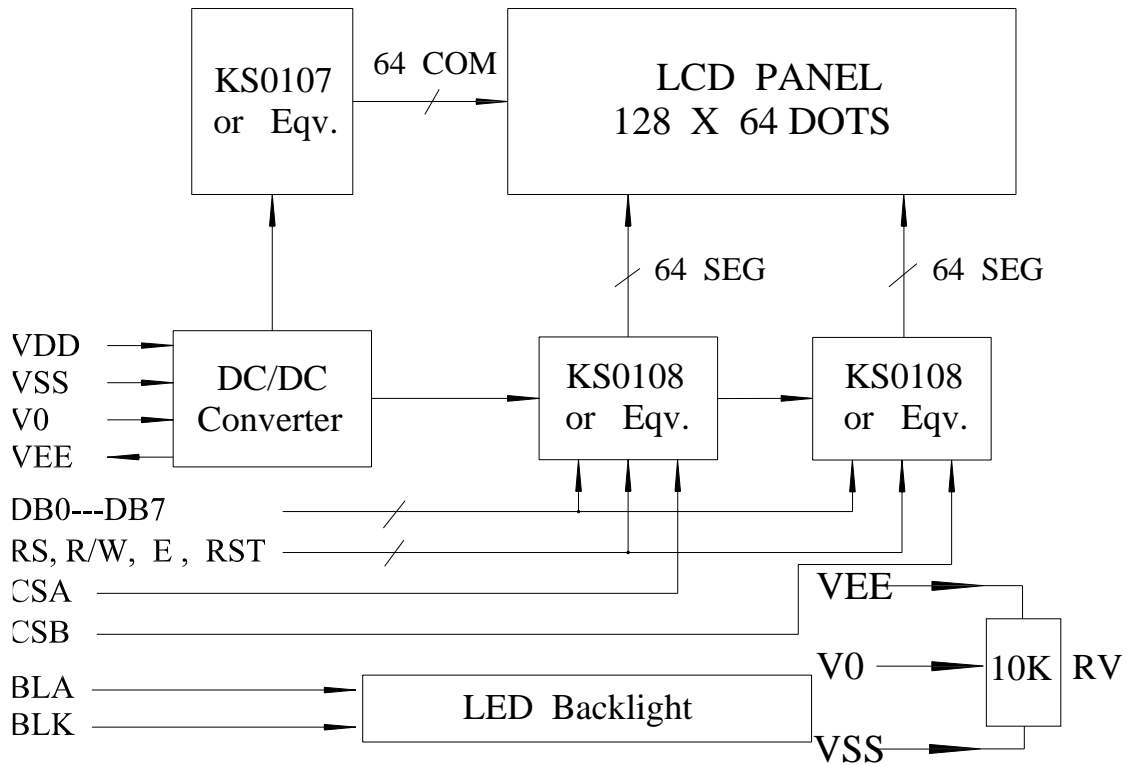 KS0107
or Eqv.
64 COM
LCD PANEL
128 X 64 DOTS
64 SEG
64 SEG
VDD
VSS
V0
VEE
DC/DC
Converter
KS0108
or Eqv.
KS0108
or Eqv.
DB0---DB7
RS, R/W, E , RST
CSA
CSB
BLA
BLK
LED Backlight
VEE
V0
VSS
10K
RV